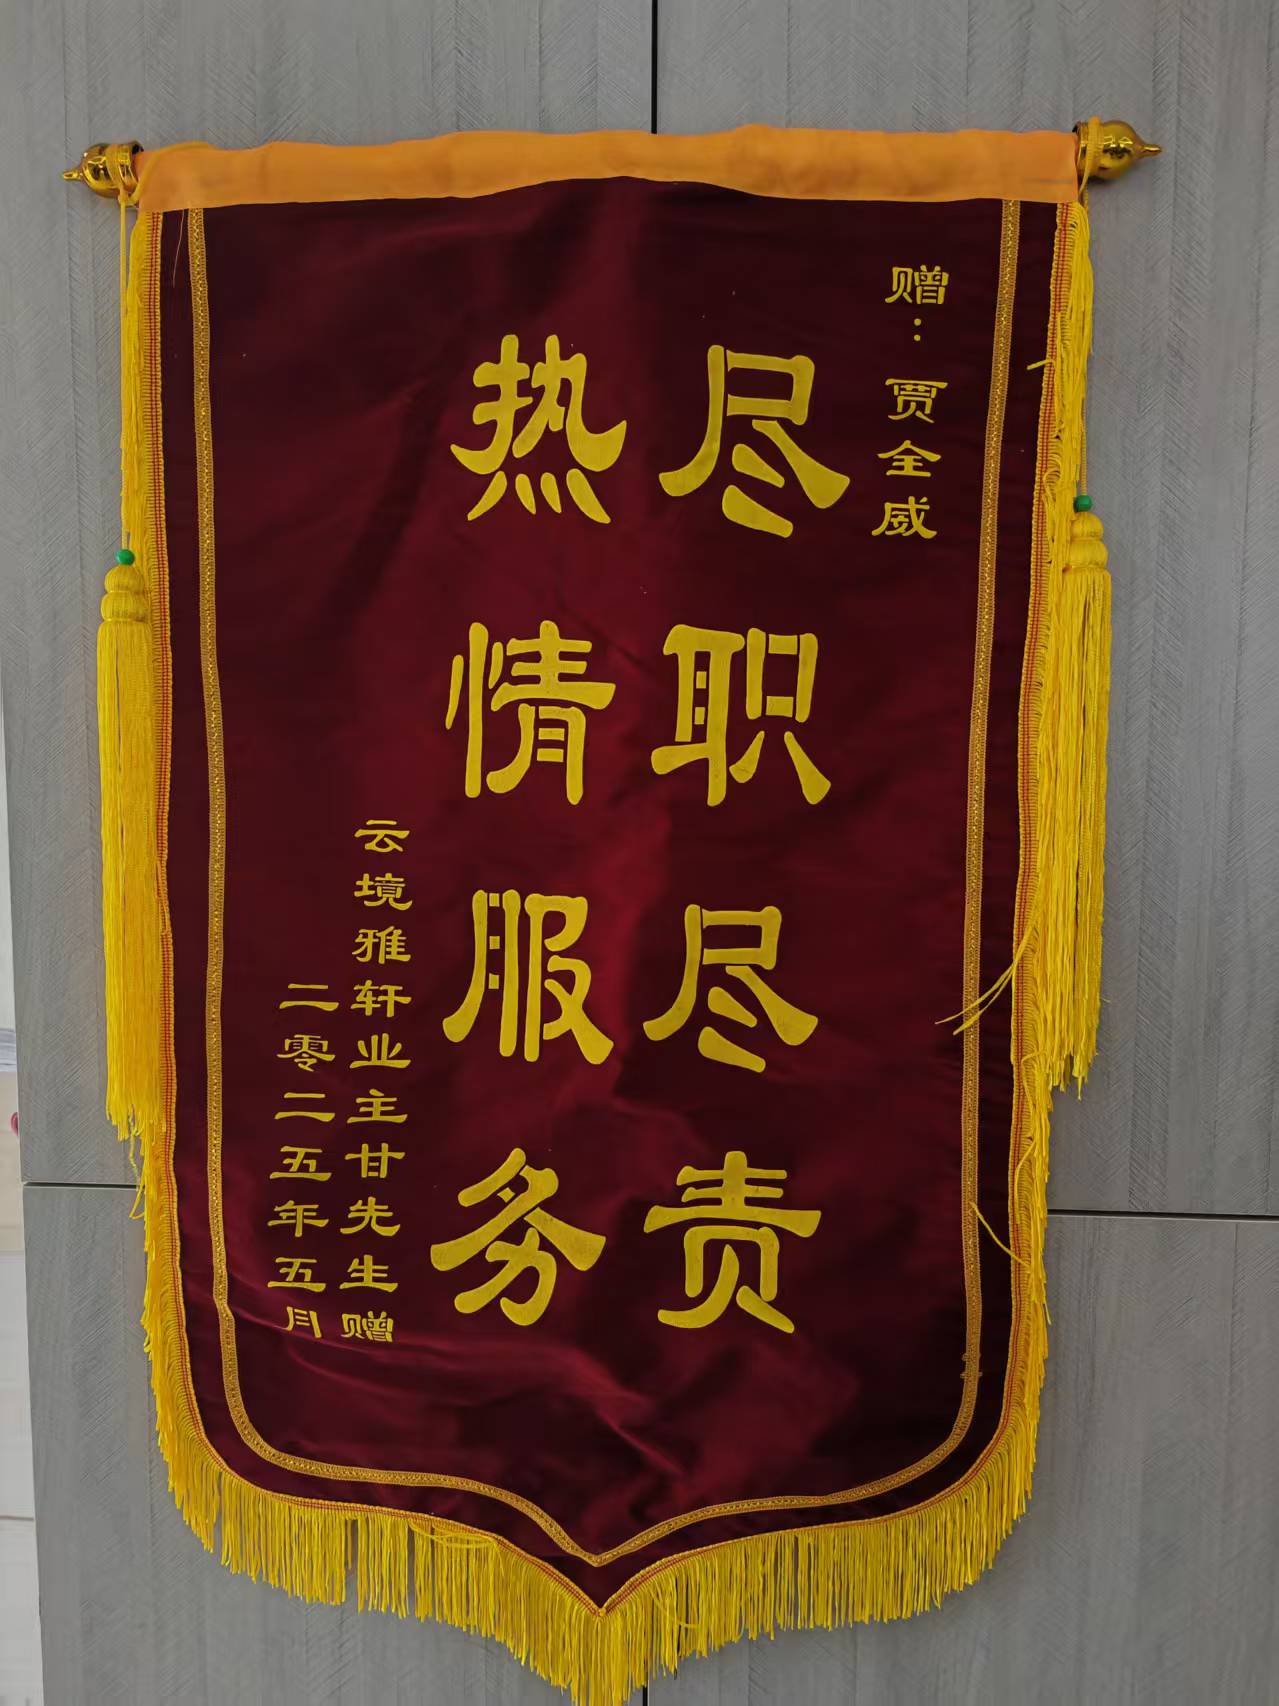 赠：贾全威
尽职尽责
热情服务
云境雅轩业主甘先生赠
二零二五年五月